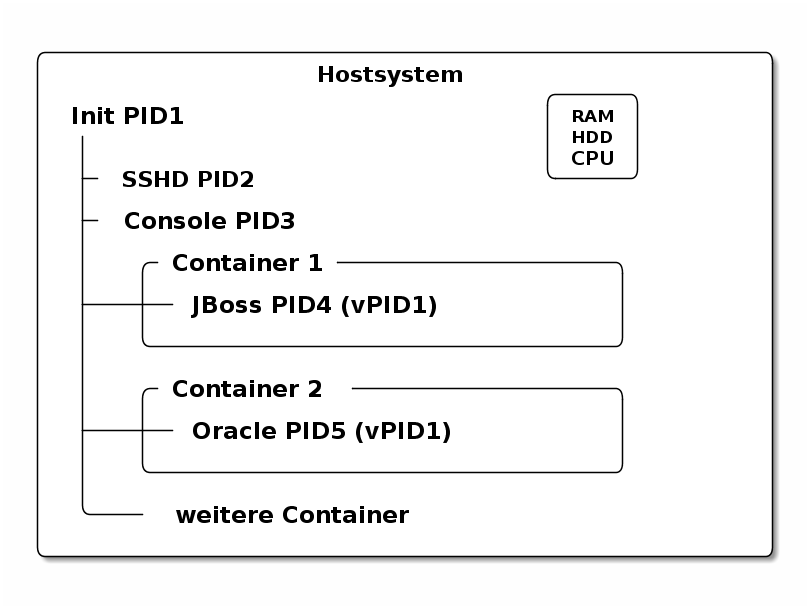 Hostsystem
Init PID1
RAM
HDD
CPU
SSHD PID2
Console PID3
Container 1
JBoss PID4 (vPID1)
Container 2
Oracle PID5 (vPID1)
weitere Container